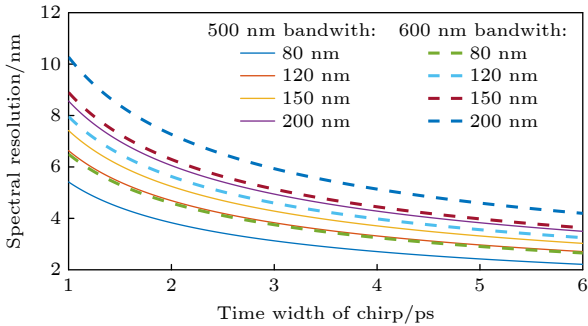 12
10
8
6
4
2
Spectral resolution/nm
500 nm bandwith: 600 nm bandwith:
80 nm 80 nm
120 nm 120 nm
150 nm 150 nm
200 nm 200 nm
1 2 3 4 5 6
Time width of chirp/ps